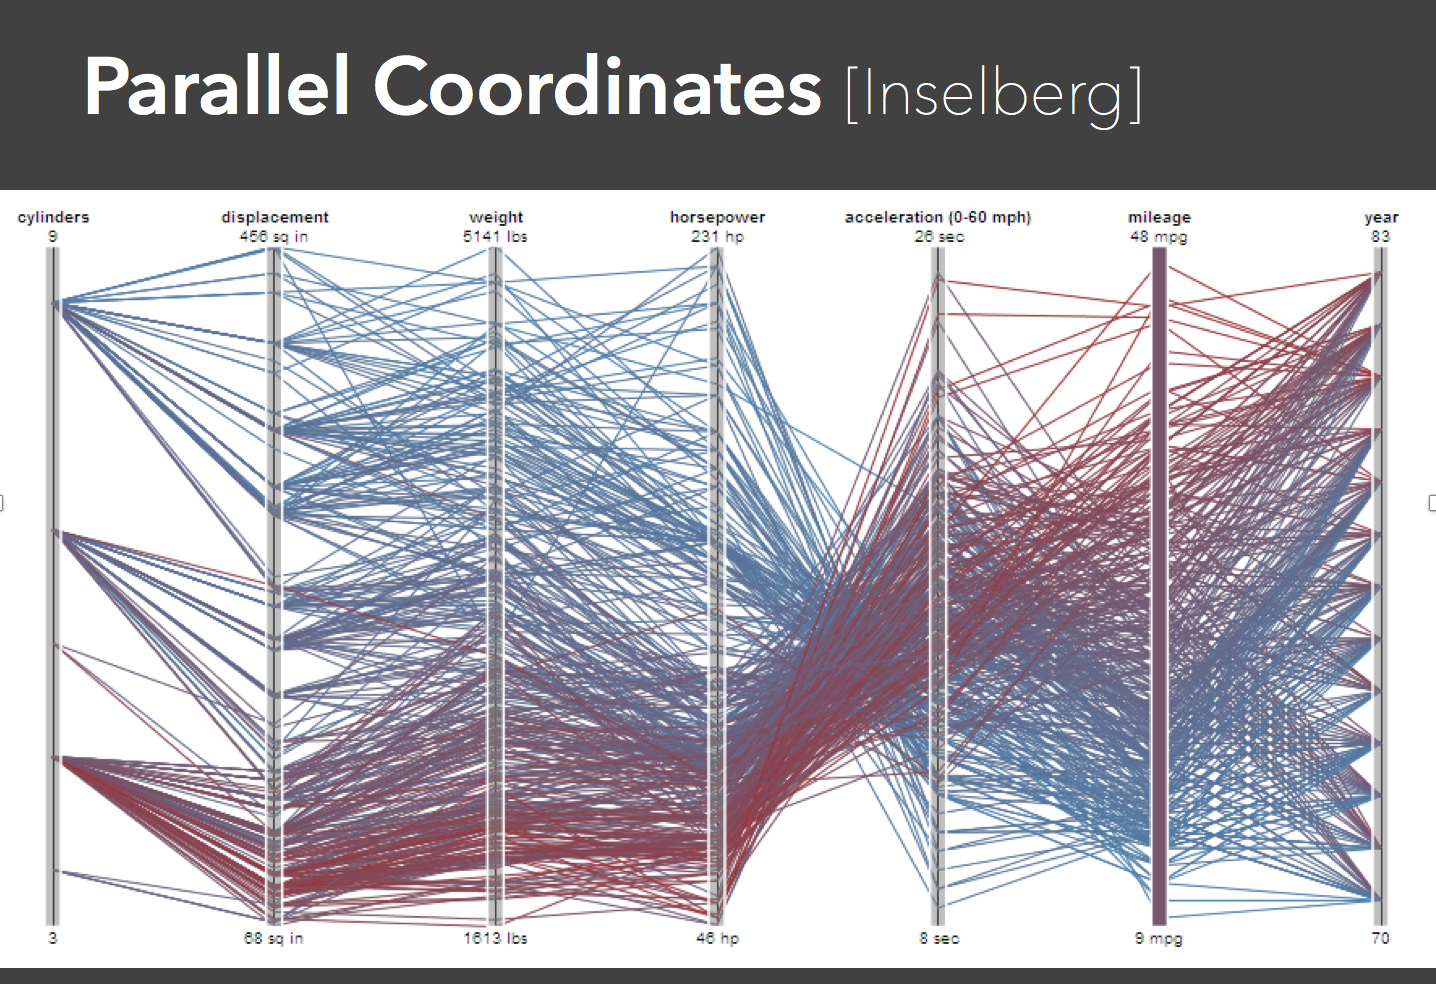 Parallel Coordinates [Inselberg]
cylinders displacement weight horsepower acceleration (0-60 mph) mileage year
9 456 sq in 5141 lbs 231 hp 26 sec 48 mpg 83
3 68 sq in 1613 lbs 46 hp 8 sec 9 mpg 70